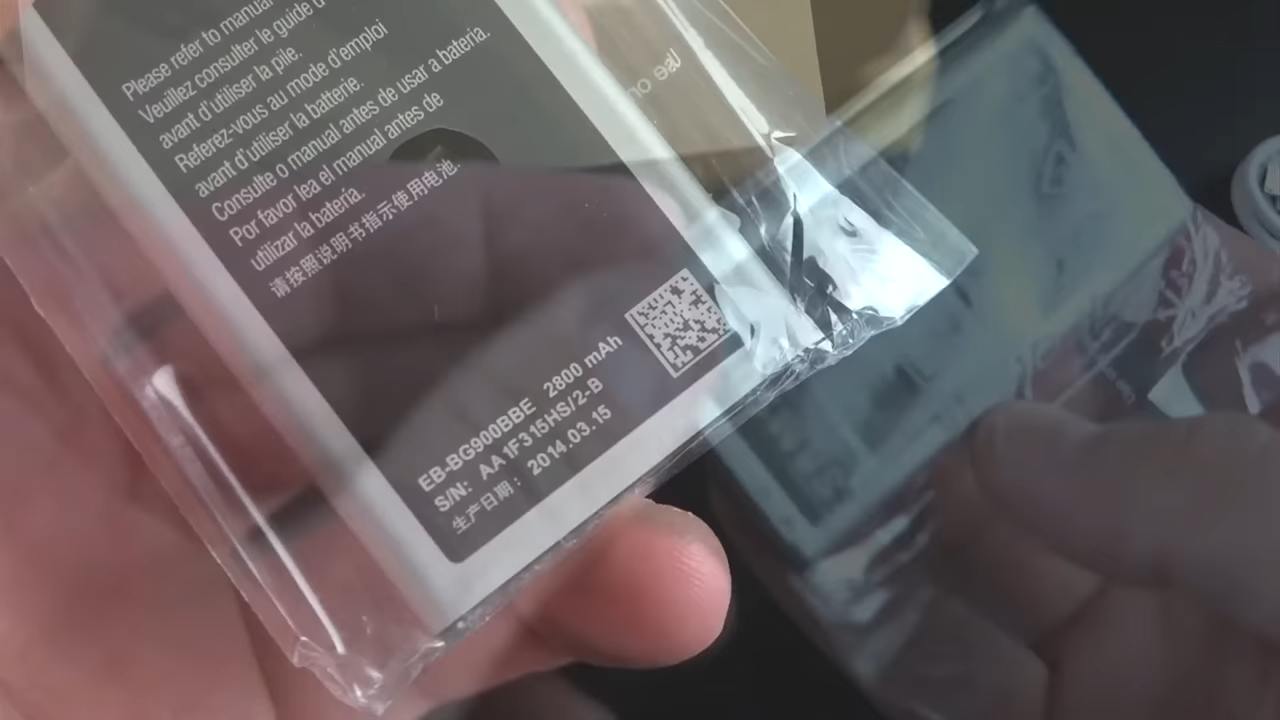 Please refer to manual
Veuillez consulter le guide
avant d'utiliser la pile.
Referez-vous au mode d'emploi
avant d'utiliser la batterie.
Consulte o manual antes de usar a bateria.
Por favor lea el manual antes de
utilizar la batería.
请按照说明书指示使用电池.
EB-BG900BBE 2800 mAh
S/N: AA1F315HS/2-B
生产日期: 2014.03.15